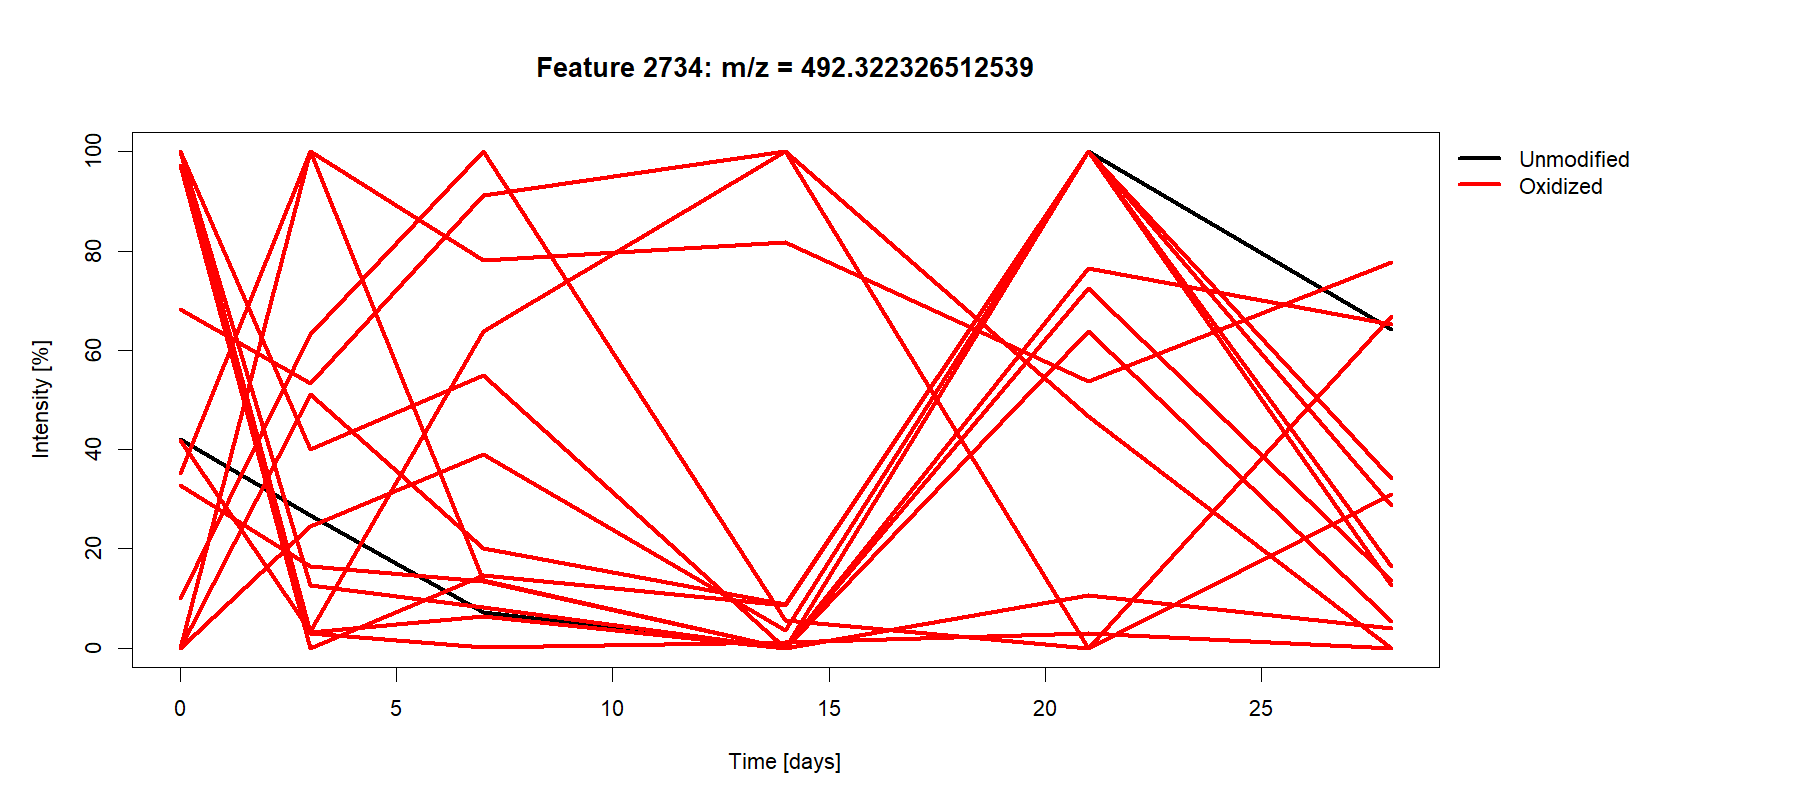 Feature 2734: m/z = 492.322326512539
Unmodified
Oxidized
Intensity [%]
100
80
60
40
20
0
0 5 10 15 20 25
Time [days]